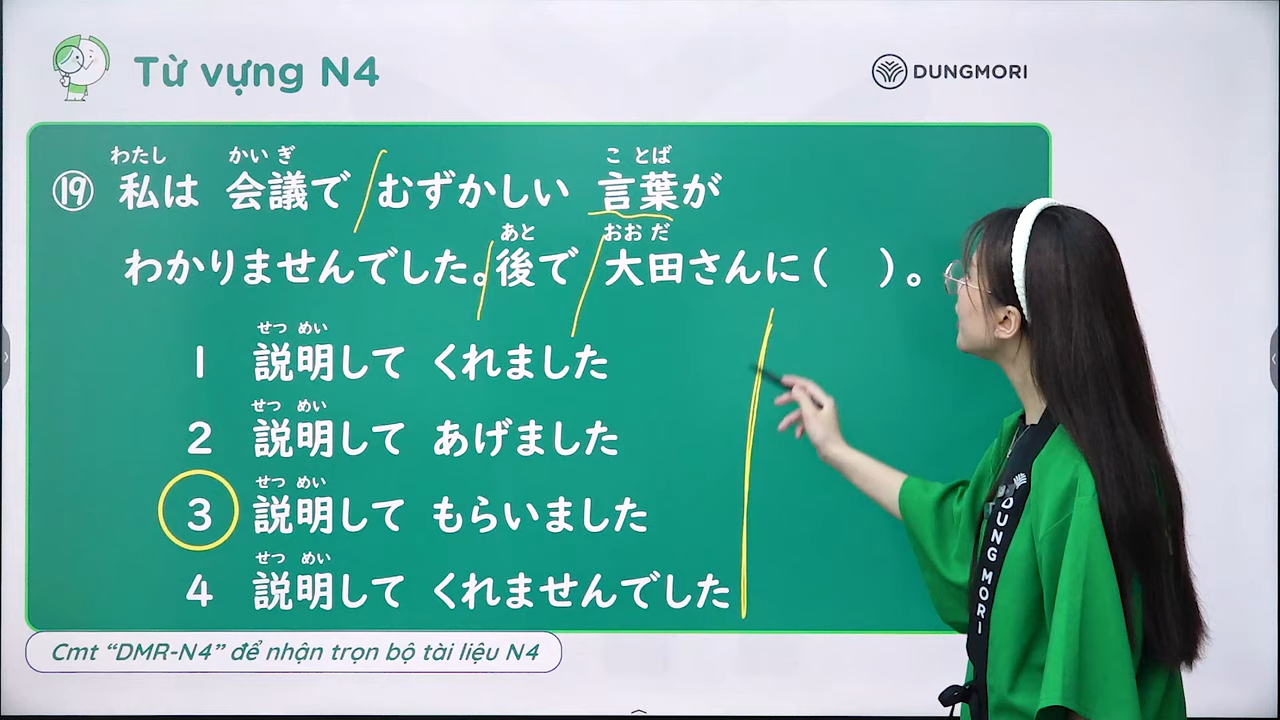 Từ vựng N4
DUNGMORI
わたし かい ぎ こ とば
⑲ 私は 会議で むずかしい 言葉が
あと おお だ
わかりませんでした。後で 大田さんに ( )。
せつ めい
1 説明して くれました
せつ めい
2 説明して あげました
せつ めい
3 説明して もらいました
せつ めい
4 説明して くれませんでした
Cmt “DMR-N4” để nhận trọn bộ tài liệu N4
DUNG MORI